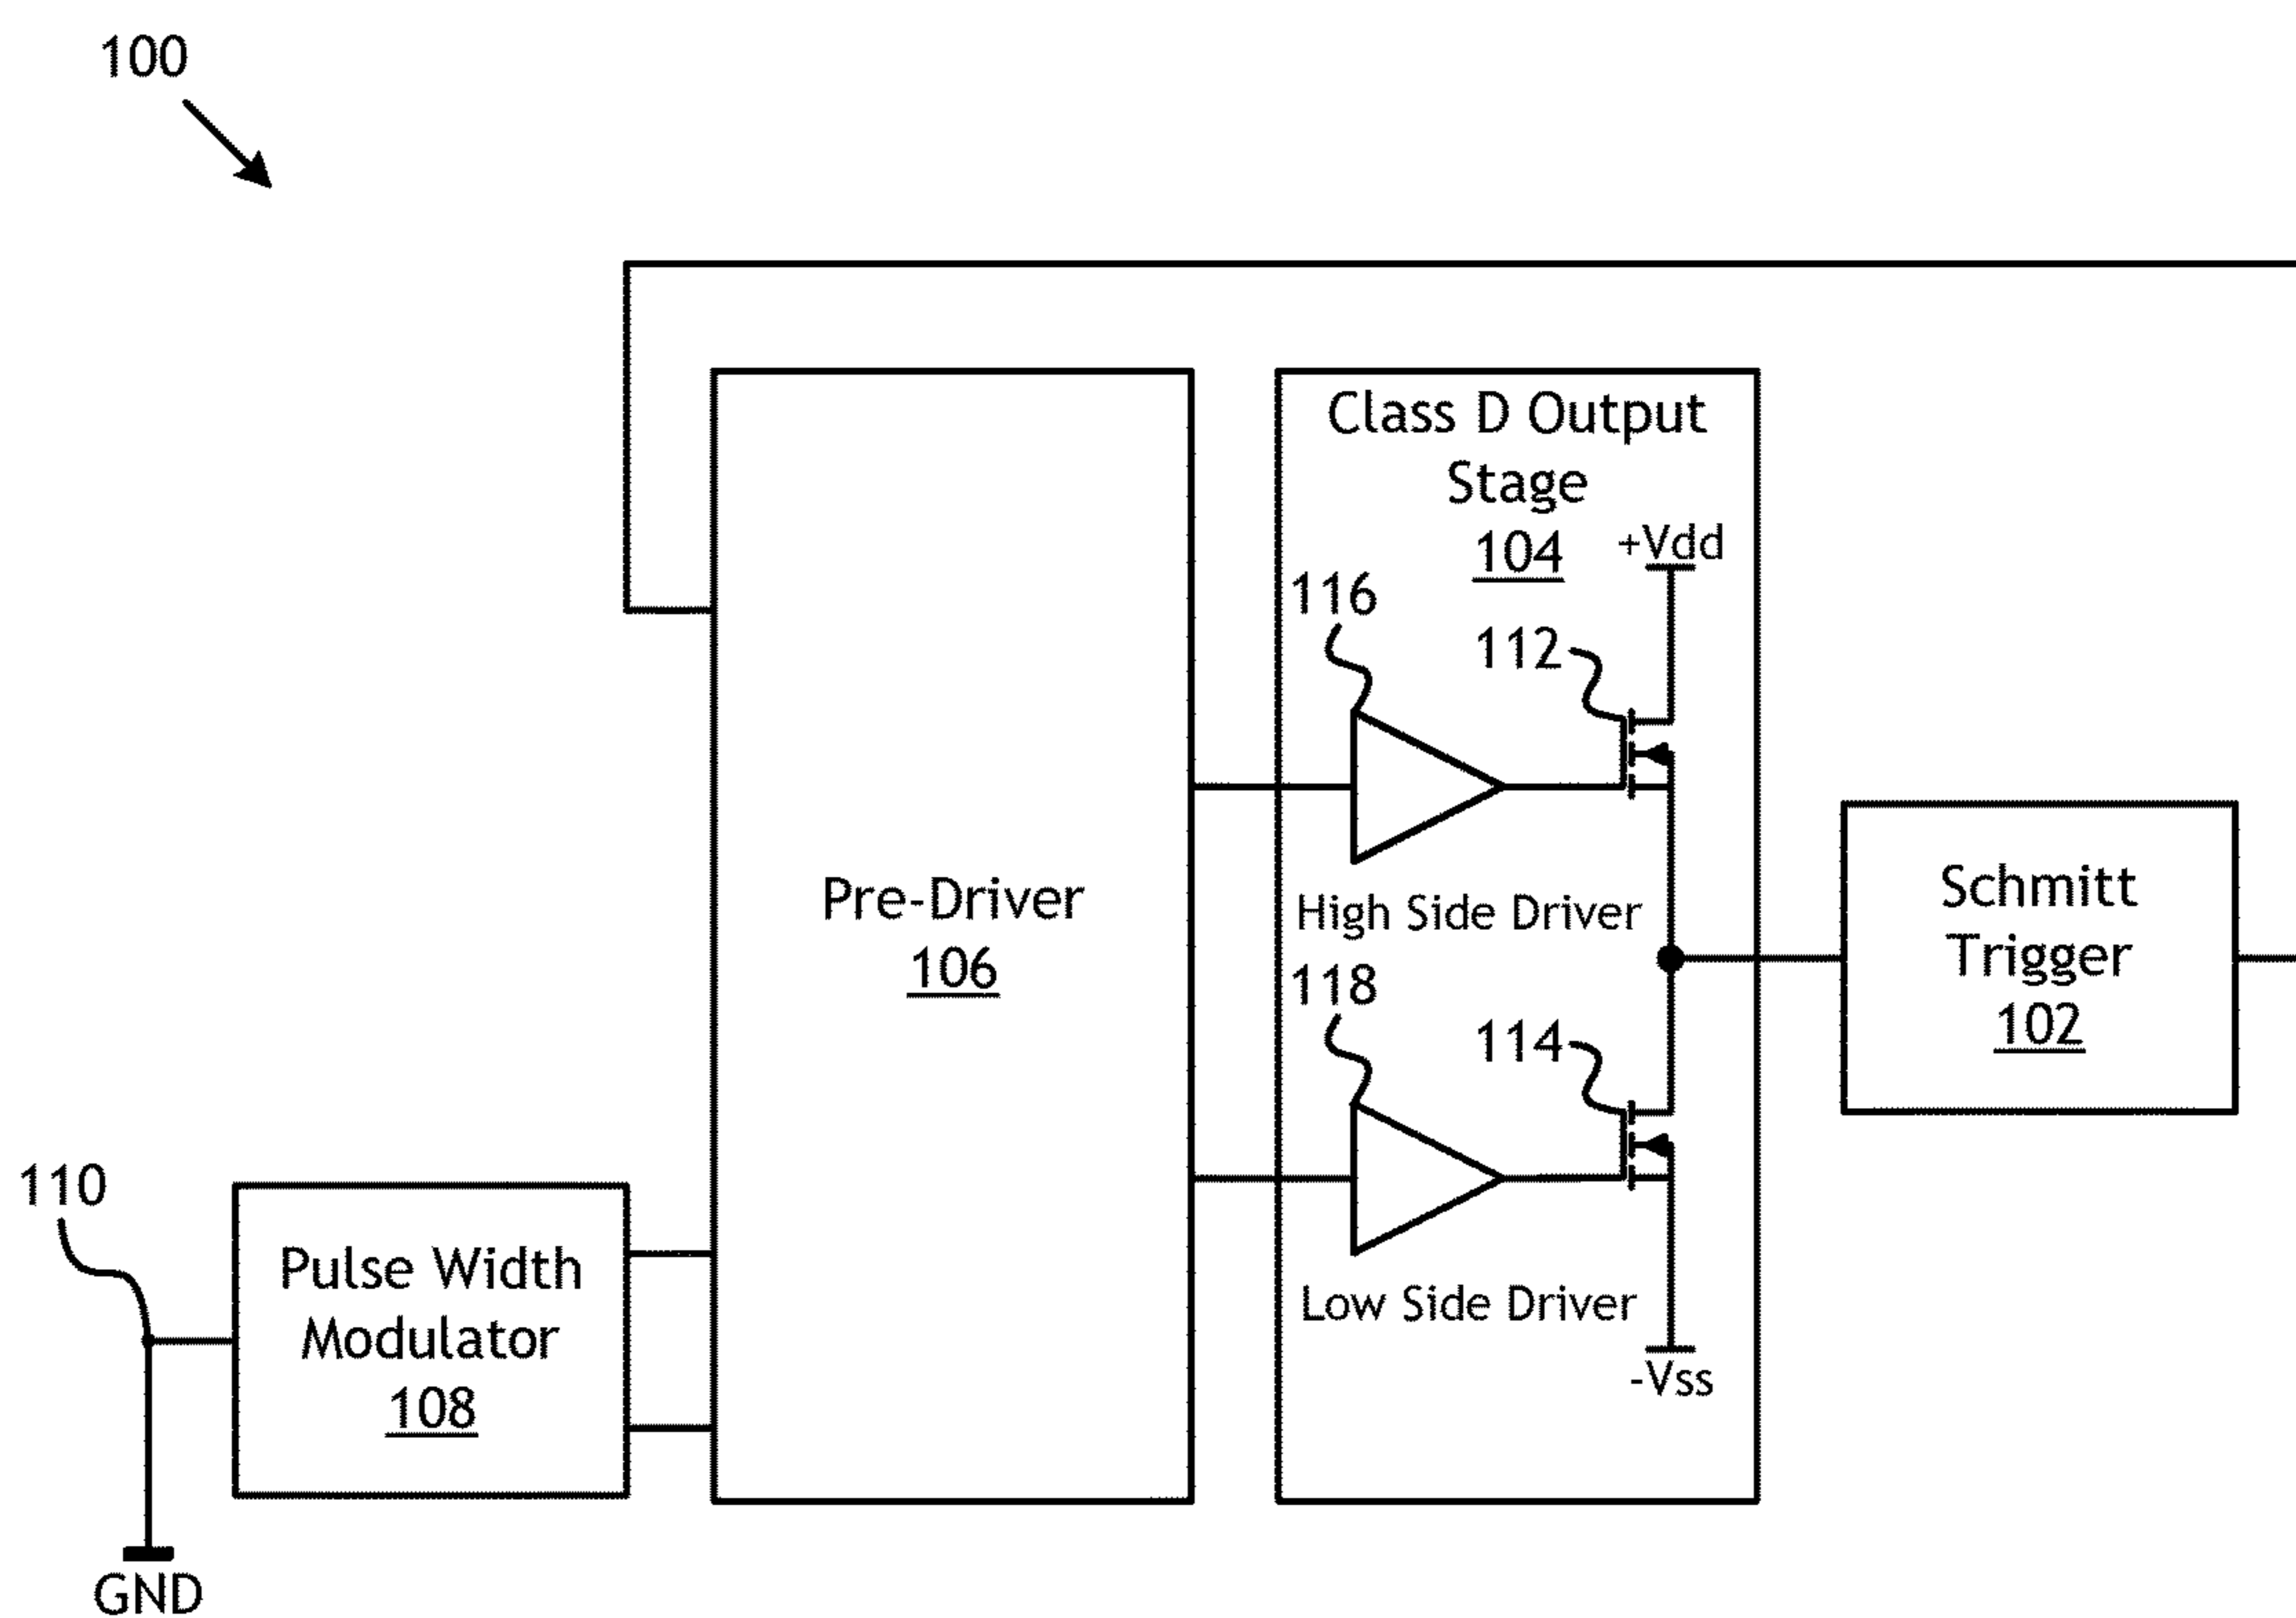 100
Class D Output
Stage
104
+Vdd
116
112
Pre-Driver
106
High Side Driver
Schmitt
Trigger
102
118
114
110
Pulse Width
Modulator
108
Low Side Driver
-Vss
GND